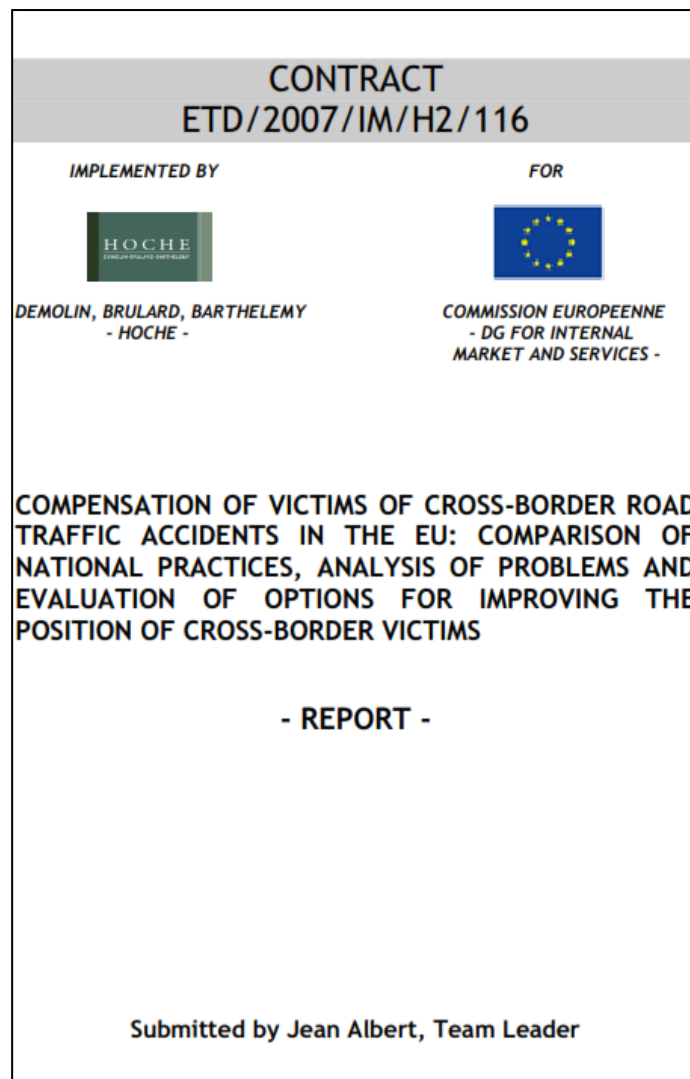 CONTRACT
ETD/2007/IM/H2/116
IMPLEMENTED BY
FOR
HOCHE
DEMOLIN·BRULARD·BARTHELEMY
DEMOLIN, BRULARD, BARTHELEMY
- HOCHE -
COMMISSION EUROPEENNE
- DG FOR INTERNAL
MARKET AND SERVICES -
COMPENSATION OF VICTIMS OF CROSS-BORDER ROAD
TRAFFIC ACCIDENTS IN THE EU: COMPARISON OF
NATIONAL PRACTICES, ANALYSIS OF PROBLEMS AND
EVALUATION OF OPTIONS FOR IMPROVING THE
POSITION OF CROSS-BORDER VICTIMS
- REPORT -
Submitted by Jean Albert, Team Leader